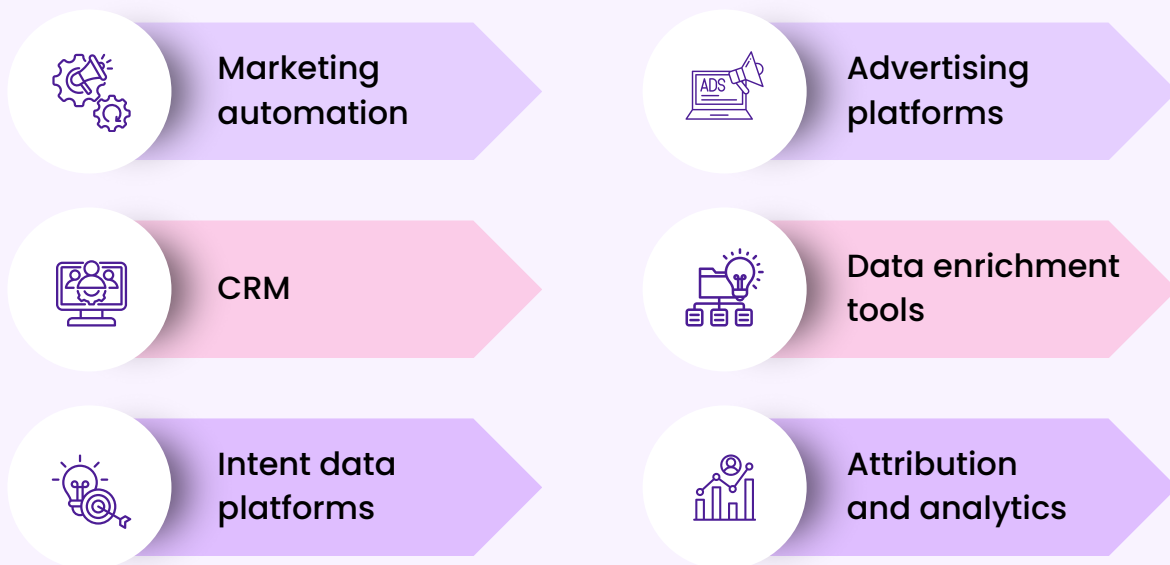 Marketing
automation
ADS
Advertising
platforms
CRM
Data enrichment
tools
Intent data
platforms
Attribution
and analytics